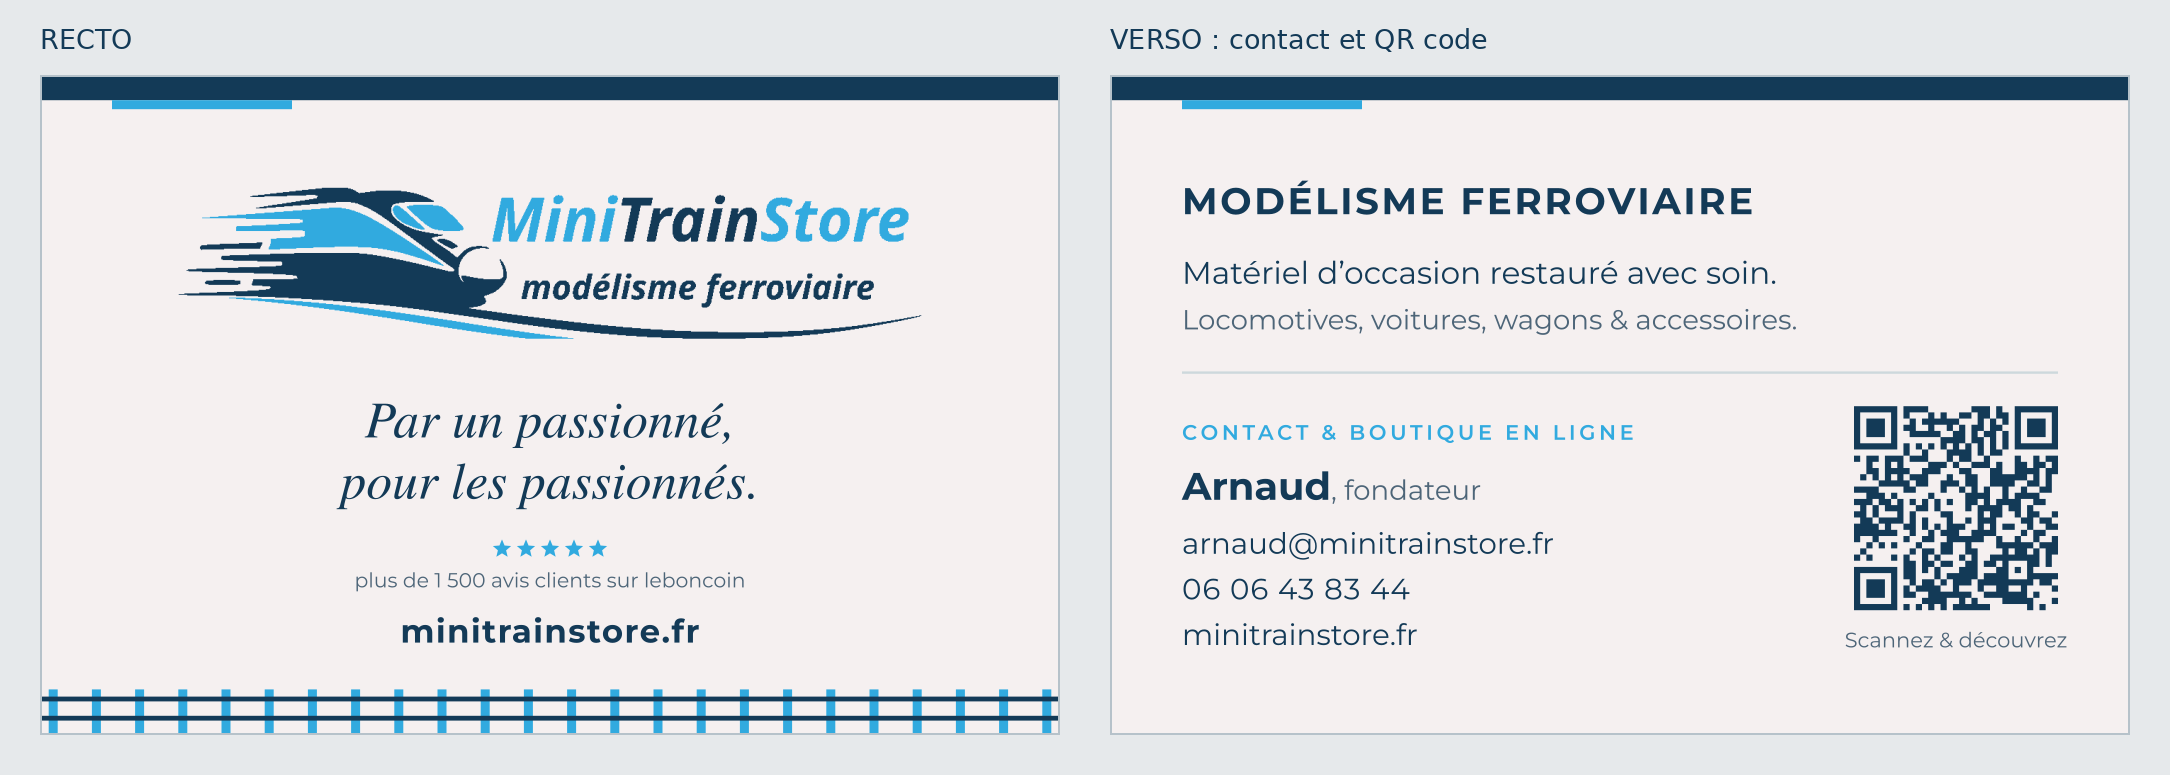 RECTO
MiniTrainStore
modélisme ferroviaire
Par un passionné,
pour les passionnés.
★★★★★
plus de 1 500 avis clients sur leboncoin
minitrainstore.fr
VERSO : contact et QR code
MODÉLISME FERROVIAIRE
Matériel d’occasion restauré avec soin.
Locomotives, voitures, wagons & accessoires.
CONTACT & BOUTIQUE EN LIGNE
Arnaud, fondateur
arnaud@minitrainstore.fr
06 06 43 83 44
minitrainstore.fr
Scannez & découvrez